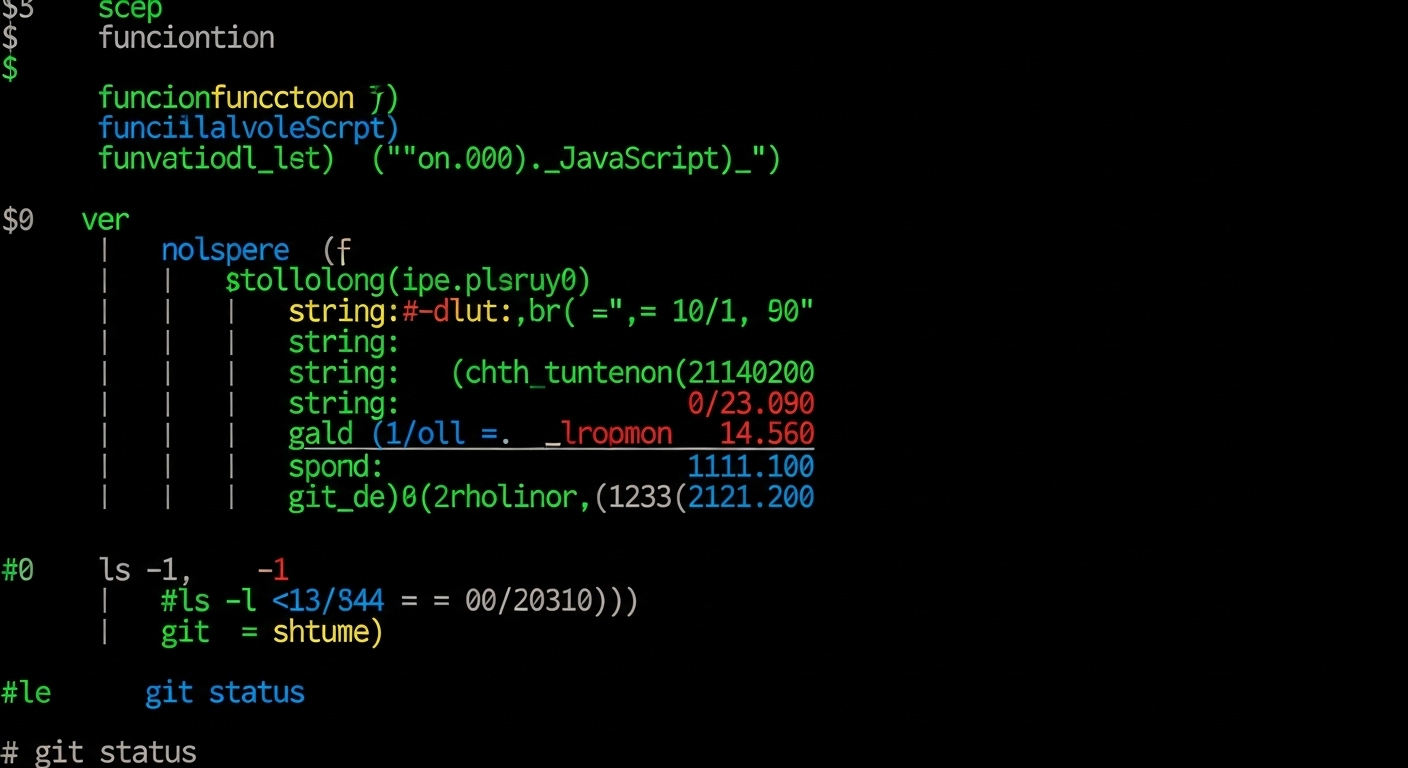 $5 scep
$ funciontion
$
funcionfuncctoon j)
funciilalvoleScrpt)
funvatiodl_lst) (""on.000)._JavaScript)_")
$9 ver
| nolspere (f
| | $tollolong(ipe.plsruy0)
| | | string:#-dlut:,br( =",= 10/1, 90"
| | | string:
| | | string: (chth_tuntenon(21140200
| | | string: 0/23.090
| | | gald (1/oll =. _lropmon 14.560
| | | spond: 1111.100
| | | git_de)0(2rholinor,(1233(2121.200
#0 ls -1, -1
| #ls -l <13/844 = = 00/20310)))
| git = shtume)
#le git status
# git status